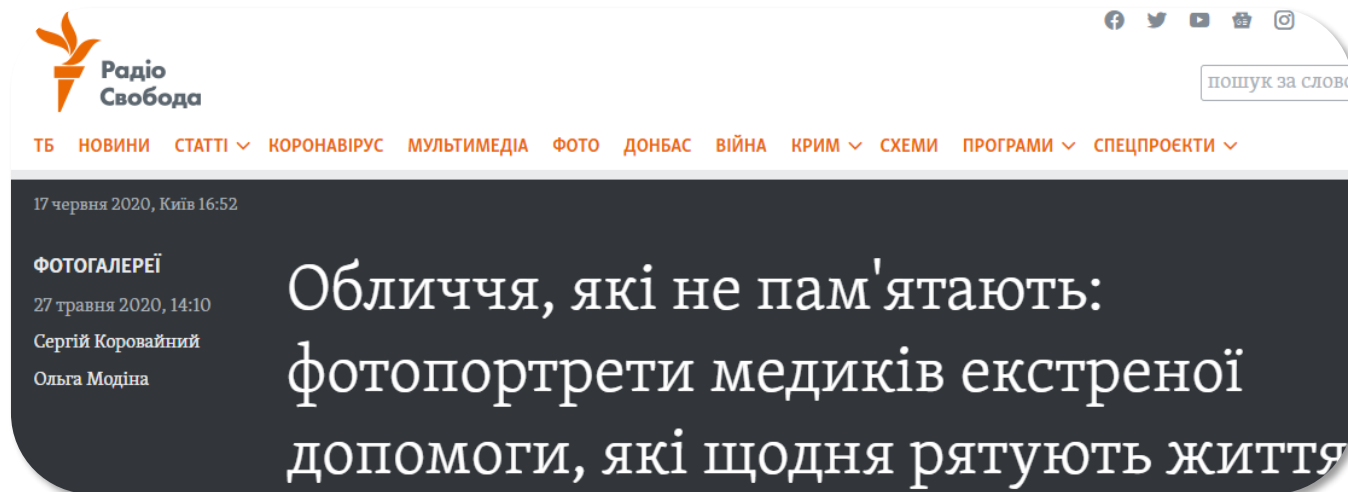 Радіо
Свобода
пошук за
ТБ НОВИНИ СТАТТІ КОРОНАВІРУС МУЛЬТИМЕДІА ФОТО ДОНБАС ВІЙНА КРИМ СХЕМИ ПРОГРАМИ СПЕЦПРОЄКТИ
17 червня 2020, Київ 16:52
ФОТОГАЛЕРЕЇ
27 травня 2020, 14:10
Сергій Коровайний
Ольга Модіна
Обличчя, які не пам'ятають:
фотопортрети медиків екстреної
допомоги, які щодня рятують життя